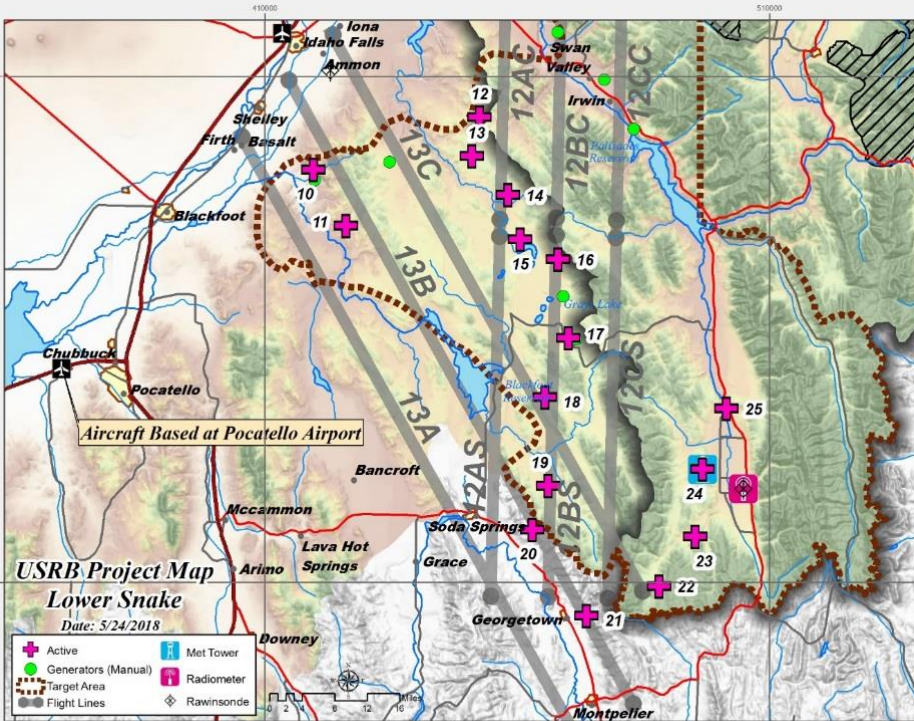 410000
510000
Iona
Idaho Falls
Ammon
Swan
Valley
Irwin
12AC
12BC
12CC
12
13
13C
Shelley
Firth
Basalt
Palisades
Reservoir
10
14
Blackfoot
11
15
16
13B
Grays Lake
17
Chubbuck
12CS
Blackfoot
Reservoir
Pocatello
13A
18
25
Aircraft Based at Pocatello Airport
12AS
19
24
Bancroft
12BS
Mccammon
Soda Springs
20
23
Lava Hot
Springs
Arimo
Grace
22
USRB Project Map
Lower Snake
Date: 5/24/2018
Georgetown
21
Downey
Active
Met Tower
Generators (Manual)
Radiometer
Target Area
Flight Lines
Rawinsonde
Miles
0 2 4 8 12 16
Montpelier